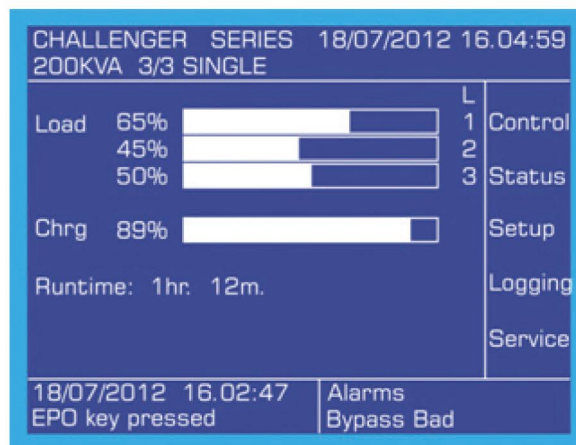 CHALLENGER SERIES 18/07/2012 16.04:59
200KVA 3/3 SINGLE
L
Load 65% 1 Control
45% 2
50% 3 Status
Chrg 89% Setup
Runtime: 1hr. 12m. Logging
Service
18/07/2012 16.02:47 Alarms
EPO key pressed Bypass Bad